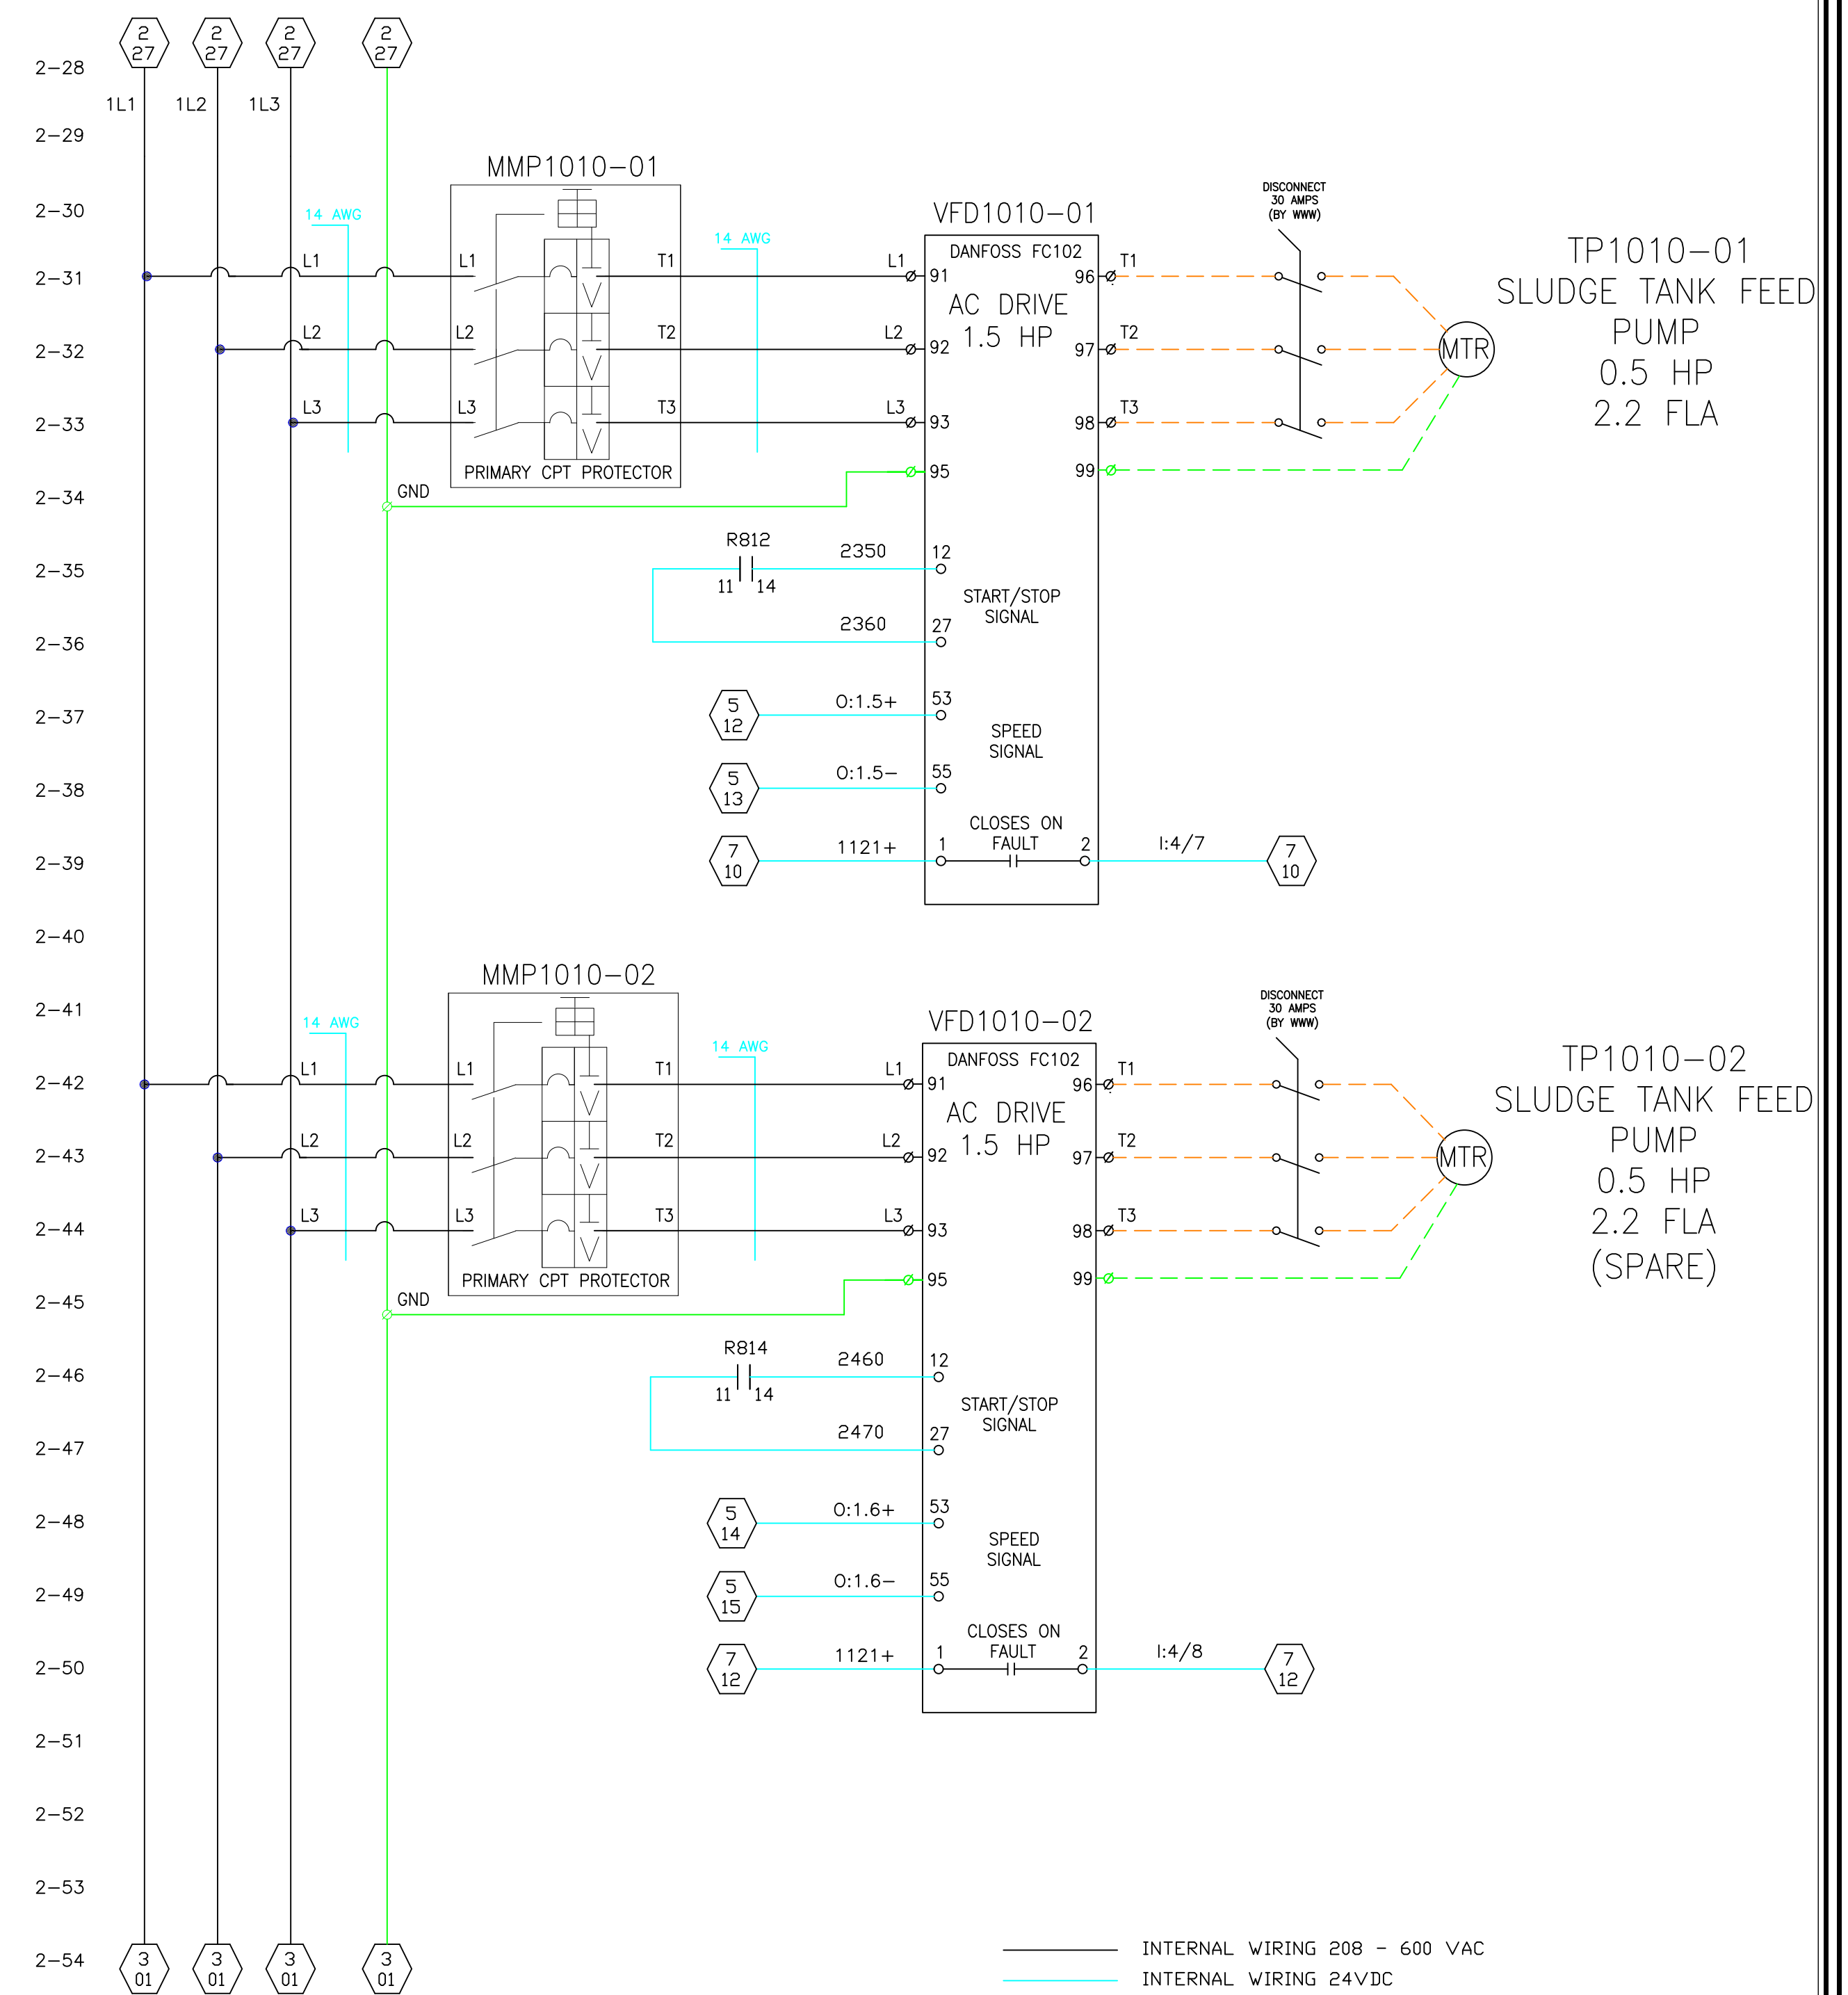 2 2 2 2
27 27 27 27
2-28
1L1 1L2 1L3
2-29
MMP1010-01
2-30
14 AWG
VFD1010-01
DISCONNECT
30 AMPS
(BY WWW)
14 AWG
DANFOSS FC102
TP1010-01
SLUDGE TANK FEED
PUMP
0.5 HP
2.2 FLA
2-31
L1 L1 T1 L1 91 96 T1
AC DRIVE
1.5 HP
2-32
L2 L2 T2 L2 92 97 T2
MTR
2-33
L3 L3 T3 L3 93 98 T3
PRIMARY CPT PROTECTOR
95 99
2-34
GND
R812
2350 12
2-35
11 14
START/STOP
SIGNAL
2360 27
2-36
5
12
O:1.5+ 53
2-37
SPEED
SIGNAL
5
13
O:1.5- 55
2-38
CLOSES ON
FAULT
7
10
1121+ 1 2 I:4/7
7
10
2-39
2-40
MMP1010-02
2-41
14 AWG
VFD1010-02
DISCONNECT
30 AMPS
(BY WWW)
14 AWG
DANFOSS FC102
TP1010-02
SLUDGE TANK FEED
PUMP
0.5 HP
2.2 FLA
(SPARE)
2-42
L1 L1 T1 L1 91 96 T1
AC DRIVE
1.5 HP
2-43
L2 L2 T2 L2 92 97 T2
MTR
2-44
L3 L3 T3 L3 93 98 T3
PRIMARY CPT PROTECTOR
95 99
2-45
GND
R814
2460 12
2-46
11 14
START/STOP
SIGNAL
2470 27
2-47
5
14
O:1.6+ 53
2-48
SPEED
SIGNAL
5
15
O:1.6- 55
2-49
CLOSES ON
FAULT
7
12
1121+ 1 2 I:4/8
7
12
2-50
2-51
2-52
2-53
2-54
3 3 3 3
01 01 01 01
INTERNAL WIRING 208 - 600 VAC
INTERNAL WIRING 24VDC